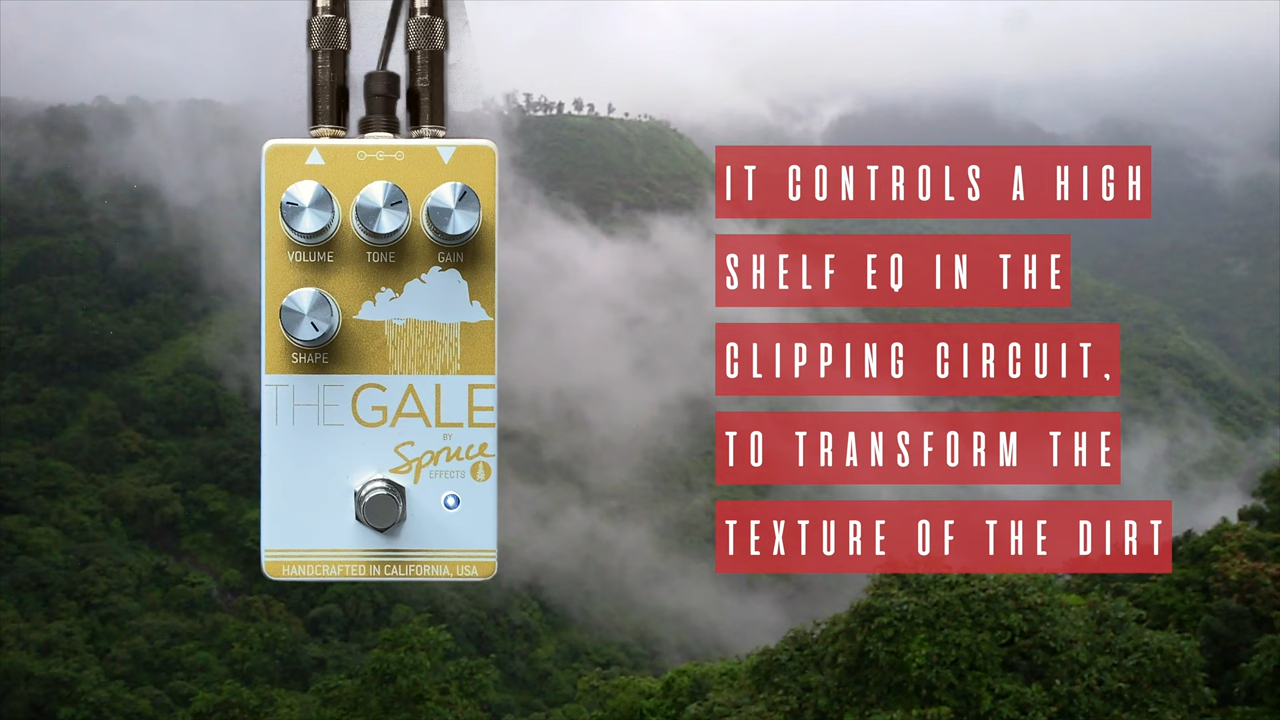 VOLUME TONE GAIN
SHAPE
THE GALE
BY
Spruce
EFFECTS
HANDCRAFTED IN CALIFORNIA, USA
IT CONTROLS A HIGH
SHELF EQ IN THE
CLIPPING CIRCUIT,
TO TRANSFORM THE
TEXTURE OF THE DIRT